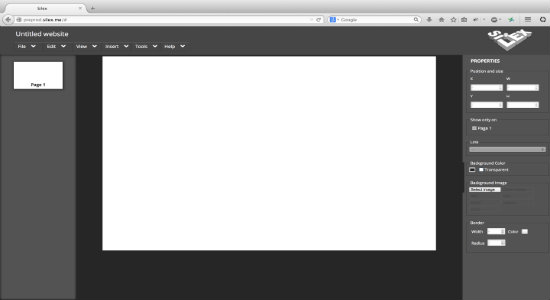 Silex
preprod.silex.me/#
Google
Untitled website
SILEX
File Edit View Insert Tools Help
Page 1
PROPERTIES
Position and size
X W
Y H
Show only on
Page 1
Link
Background Color
Transparent
Background Image
Select image
Border
Width Color
Radius